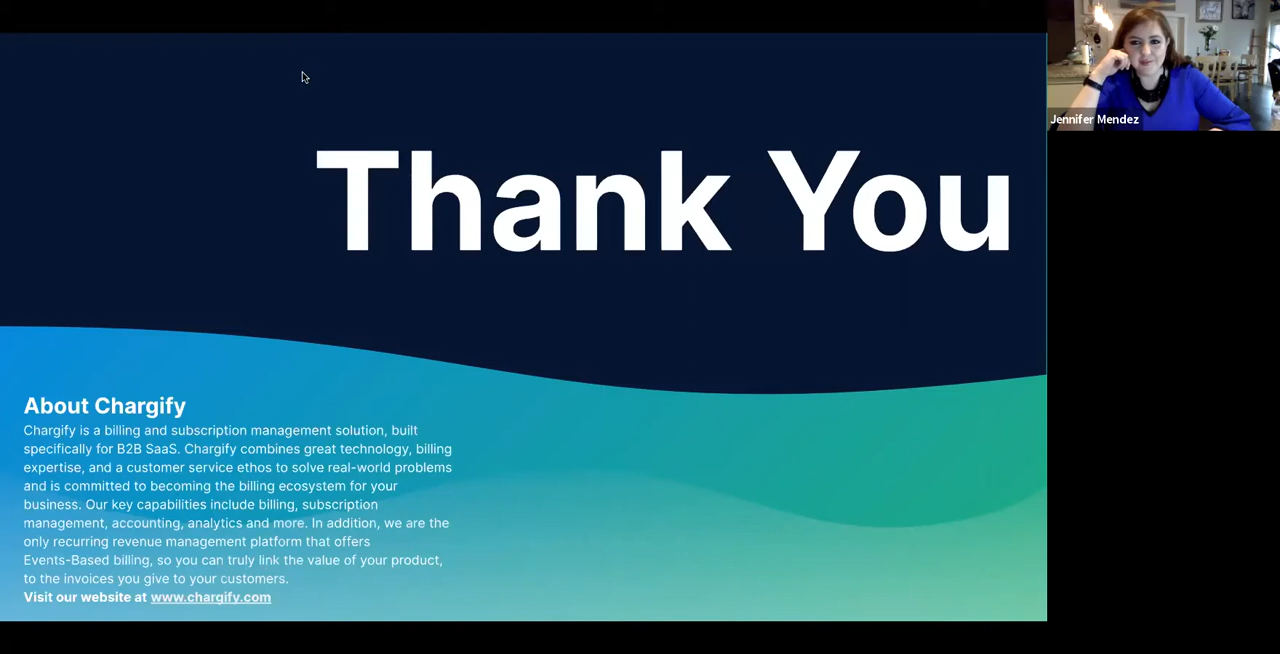 Thank You
Jennifer Mendez
About Chargify
Chargify is a billing and subscription management solution, built
specifically for B2B SaaS. Chargify combines great technology, billing
expertise, and a customer service ethos to solve real-world problems
and is committed to becoming the billing ecosystem for your
business. Our key capabilities include billing, subscription
management, accounting, analytics and more. In addition, we are the
only recurring revenue management platform that offers
Events-Based billing, so you can truly link the value of your product,
to the invoices you give to your customers.
Visit our website at www.chargify.com